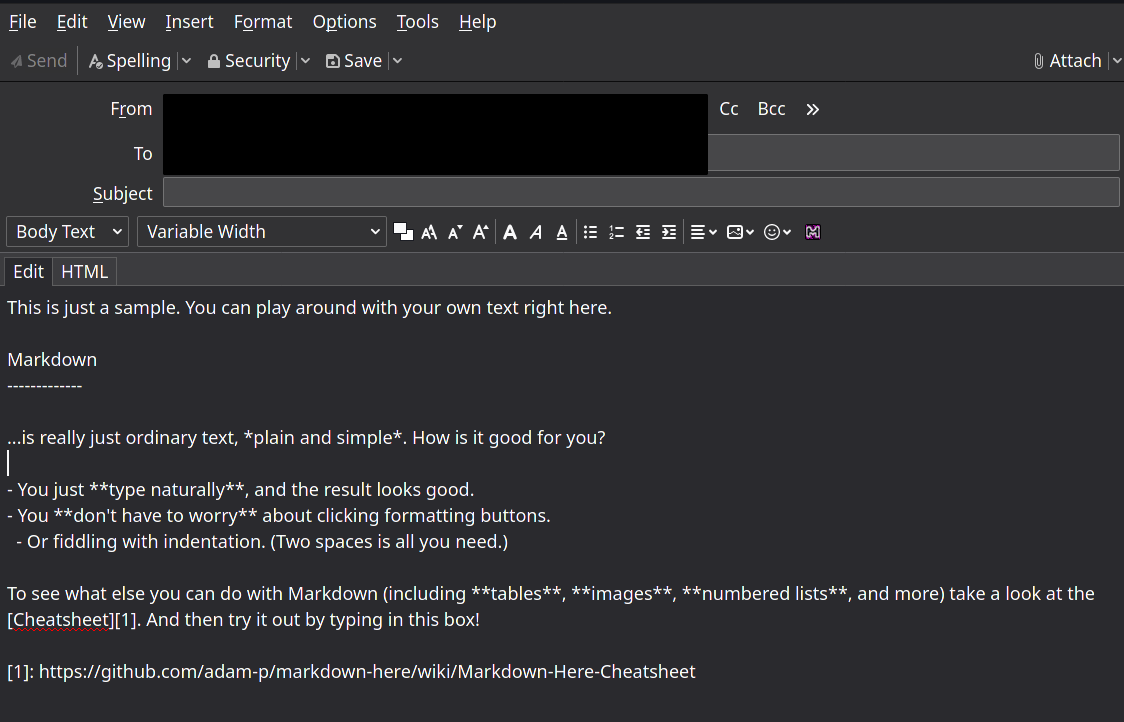 File Edit View Insert Format Options Tools Help
Send Spelling Security Save Attach
From Cc Bcc »
To
Subject
Body Text Variable Width
Edit HTML
This is just a sample. You can play around with your own text right here.
Markdown
-------------
...is really just ordinary text, *plain and simple*. How is it good for you?
- You just **type naturally**, and the result looks good.
- You **don't have to worry** about clicking formatting buttons.
  - Or fiddling with indentation. (Two spaces is all you need.)
To see what else you can do with Markdown (including **tables**, **images**, **numbered lists**, and more) take a look at the
[Cheatsheet][1]. And then try it out by typing in this box!
[1]: https://github.com/adam-p/markdown-here/wiki/Markdown-Here-Cheatsheet